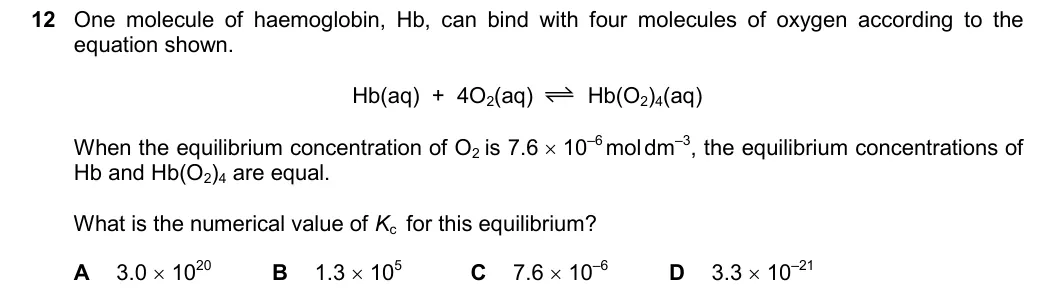 12 One molecule of haemoglobin, Hb, can bind with four molecules of oxygen according to the
equation shown.
Hb(aq) + 4O₂(aq) ⇌ Hb(O₂)₄(aq)
When the equilibrium concentration of O₂ is 7.6 × 10⁻⁶ mol dm⁻³, the equilibrium concentrations of
Hb and Hb(O₂)₄ are equal.
What is the numerical value of Kc for this equilibrium?
A 3.0 × 10²⁰ B 1.3 × 10⁵ C 7.6 × 10⁻⁶ D 3.3 × 10⁻²¹